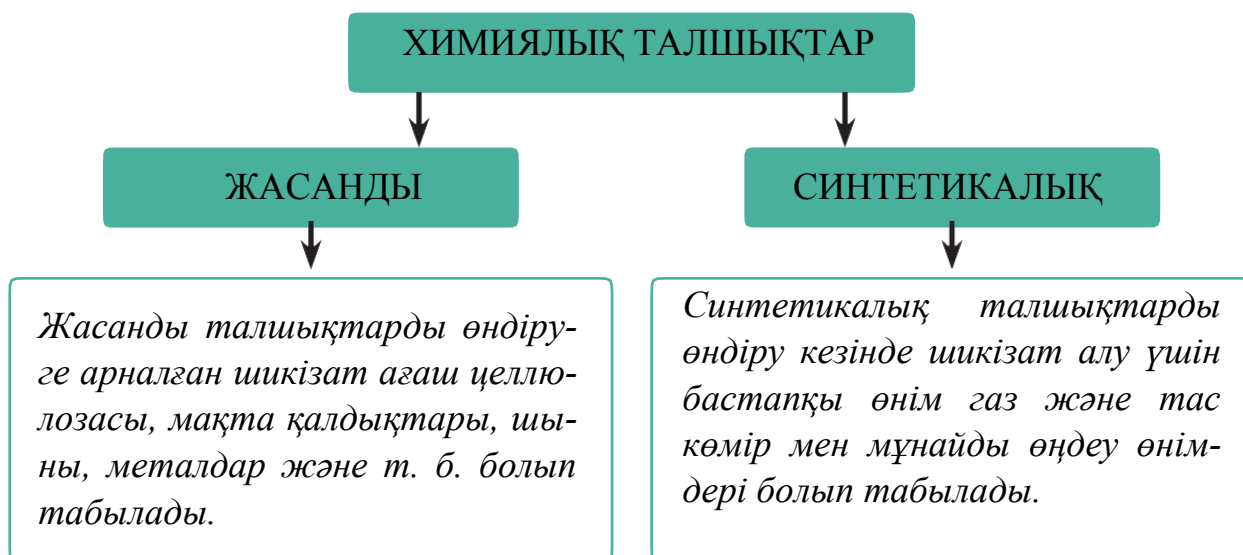 ХИМИЯЛЫҚ ТАЛШЫҚТАР
ЖАСАНДЫ
СИНТЕТИКАЛЫҚ
Жасанды талшықтарды өндіру-
ге арналған шикізат ағаш целлю-
лозасы, мақта қалдықтары, шы-
ны, металдар және т. б. болып
табылады.
Синтетикалық талшықтарды
өндіру кезінде шикізат алу үшін
бастапқы өнім газ және тас
көмір мен мұнайды өңдеу өнім-
дері болып табылады.